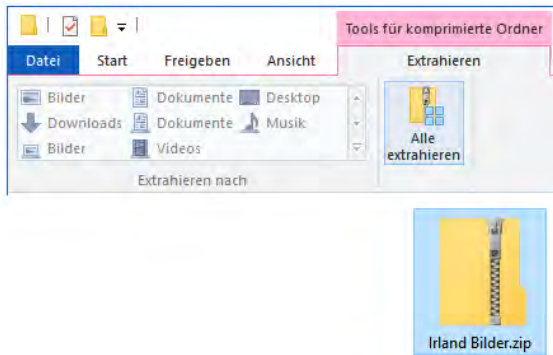 Tools für komprimierte Ordner
Datei Start Freigeben Ansicht Extrahieren
Bilder Dokumente Desktop
Downloads Dokumente Musik
Bilder Videos
Alle
extrahieren
Extrahieren nach
Irland Bilder.zip